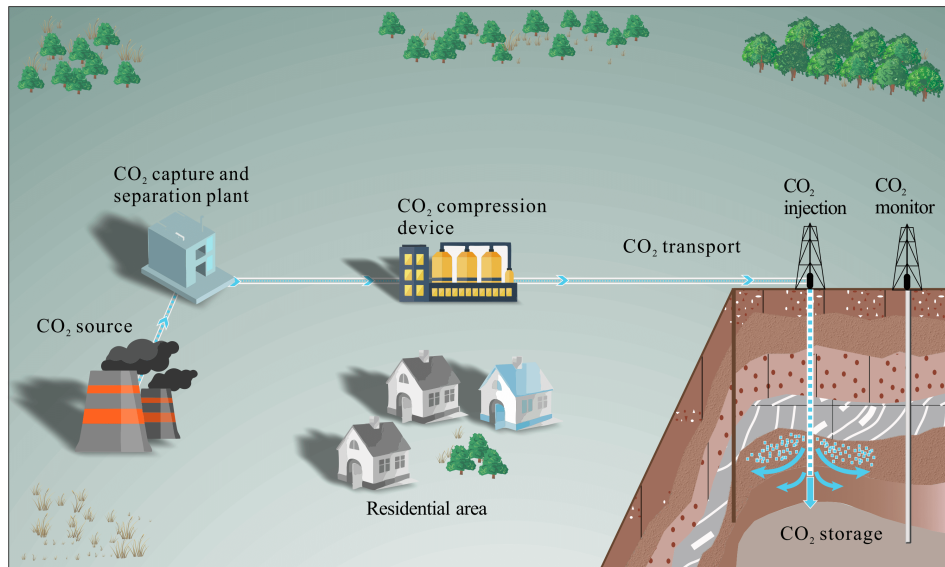 CO₂ capture and
separation plant
CO₂ compression
device
CO₂ transport
CO₂
injection
CO₂
monitor
CO₂ source
Residential area
CO₂ storage